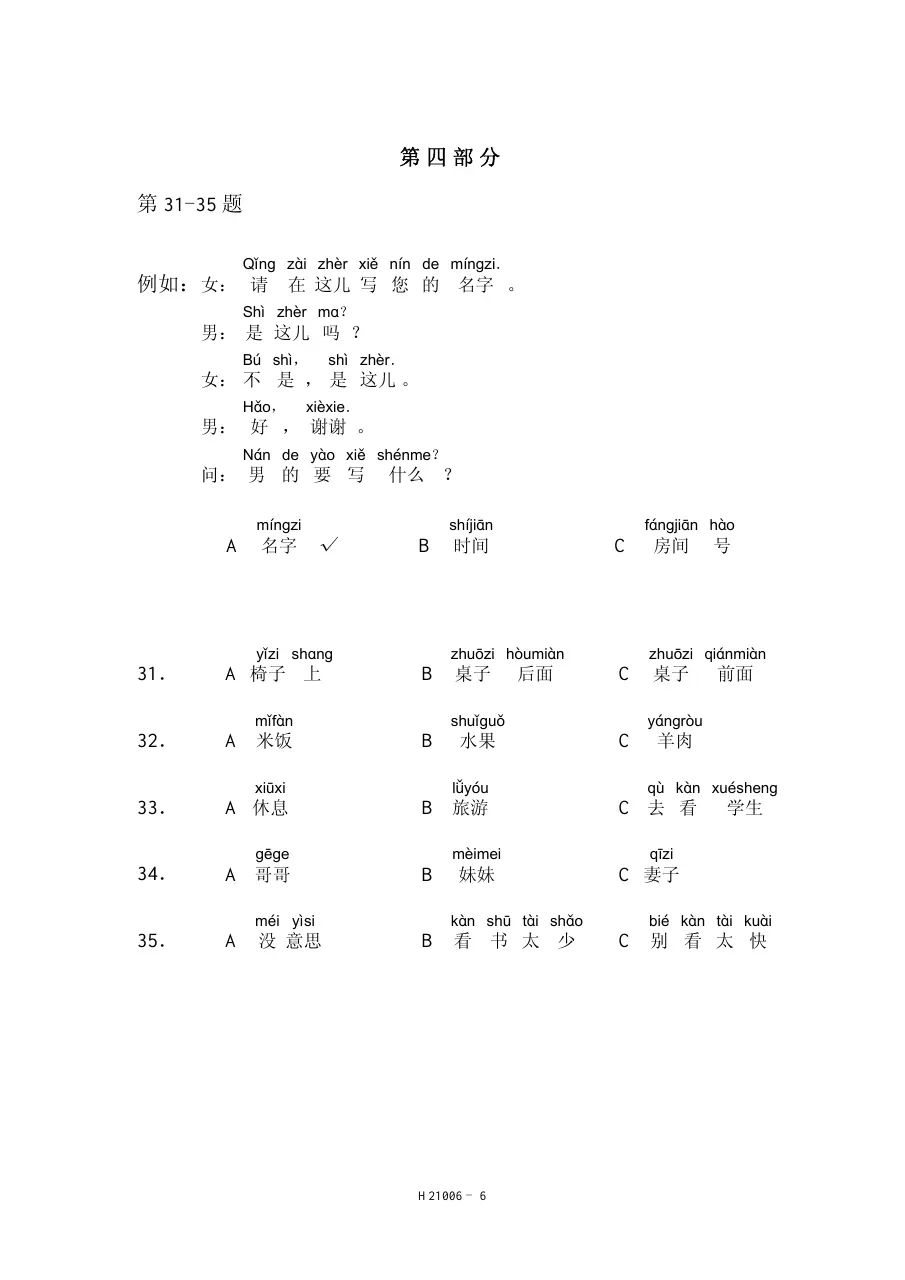 第四部分
第 31-35 题
Qǐng zài zhèr xiě nín de míngzi.
例如：女：请 在 这儿 写 您 的 名字 。
Shì zhèr ma?
男：是 这儿 吗 ？
Bú shì， shì zhèr.
女：不 是 ，是 这儿 。
Hǎo， xièxie.
男：好 ，谢谢 。
Nán de yào xiě shénme?
问：男 的 要 写 什么 ？
míngzi shíjiān fángjiān hào
A 名字 √ B 时间 C 房间 号
yǐzi shang zhuōzi hòumiàn zhuōzi qiánmiàn
31. A 椅子 上 B 桌子 后面 C 桌子 前面
mǐfàn shuǐguǒ yángròu
32. A 米饭 B 水果 C 羊肉
xiūxi lǚyóu qù kàn xuésheng
33. A 休息 B 旅游 C 去 看 学生
gēge mèimei qīzi
34. A 哥哥 B 妹妹 C 妻子
méi yìsi kàn shū tài shǎo bié kàn tài kuài
35. A 没 意思 B 看 书 太 少 C 别 看 太 快
H21006 - 6